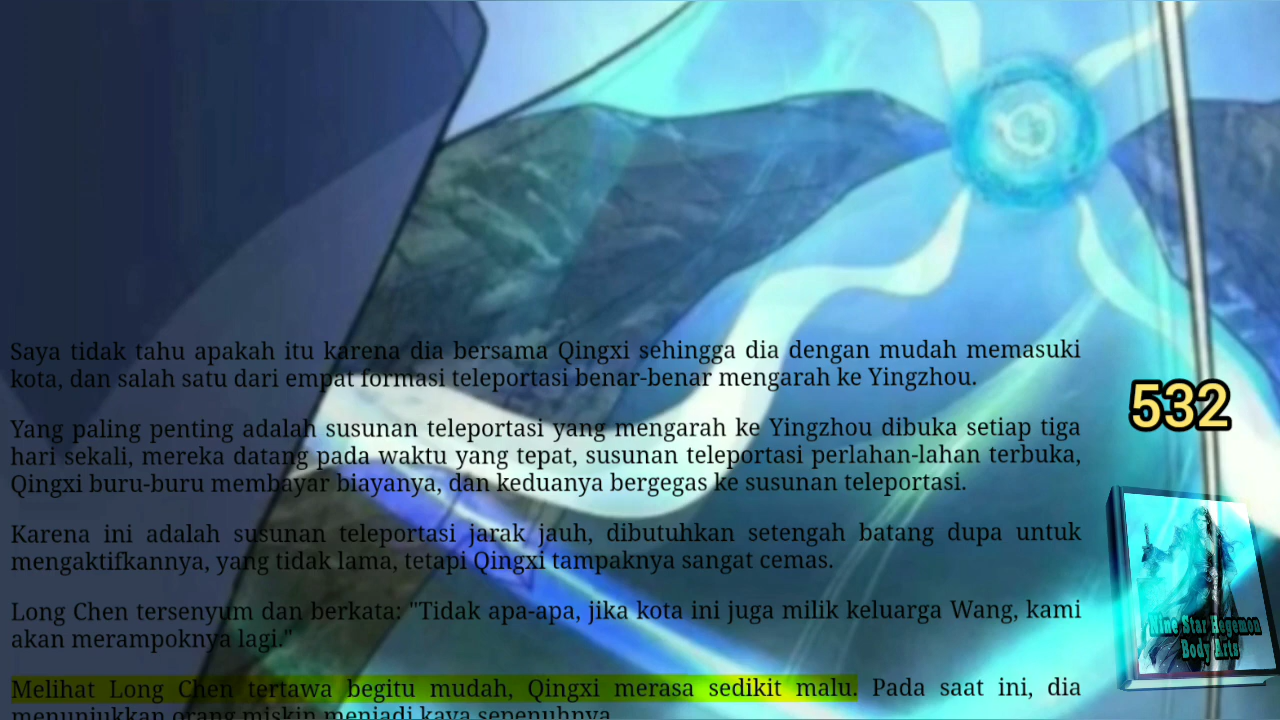 Saya tidak tahu apakah itu karena dia bersama Qingxi sehingga dia dengan mudah memasuki
kota, dan salah satu dari empat formasi teleportasi benar-benar mengarah ke Yingzhou.
Yang paling penting adalah susunan teleportasi yang mengarah ke Yingzhou dibuka setiap tiga
hari sekali, mereka datang pada waktu yang tepat, susunan teleportasi perlahan-lahan terbuka,
Qingxi buru-buru membayar biayanya, dan keduanya bergegas ke susunan teleportasi.
Karena ini adalah susunan teleportasi jarak jauh, dibutuhkan setengah batang dupa untuk
mengaktifkannya, yang tidak lama, tetapi Qingxi tampaknya sangat cemas.
Long Chen tersenyum dan berkata: "Tidak apa-apa, jika kota ini juga milik keluarga Wang, kami
akan merampoknya lagi."
Melihat Long Chen tertawa begitu mudah, Qingxi merasa sedikit malu. Pada saat ini, dia
menunjukkan orang miskin menjadi kaya sepenuhnya
532
Nine Star Hegemon
Body Arts